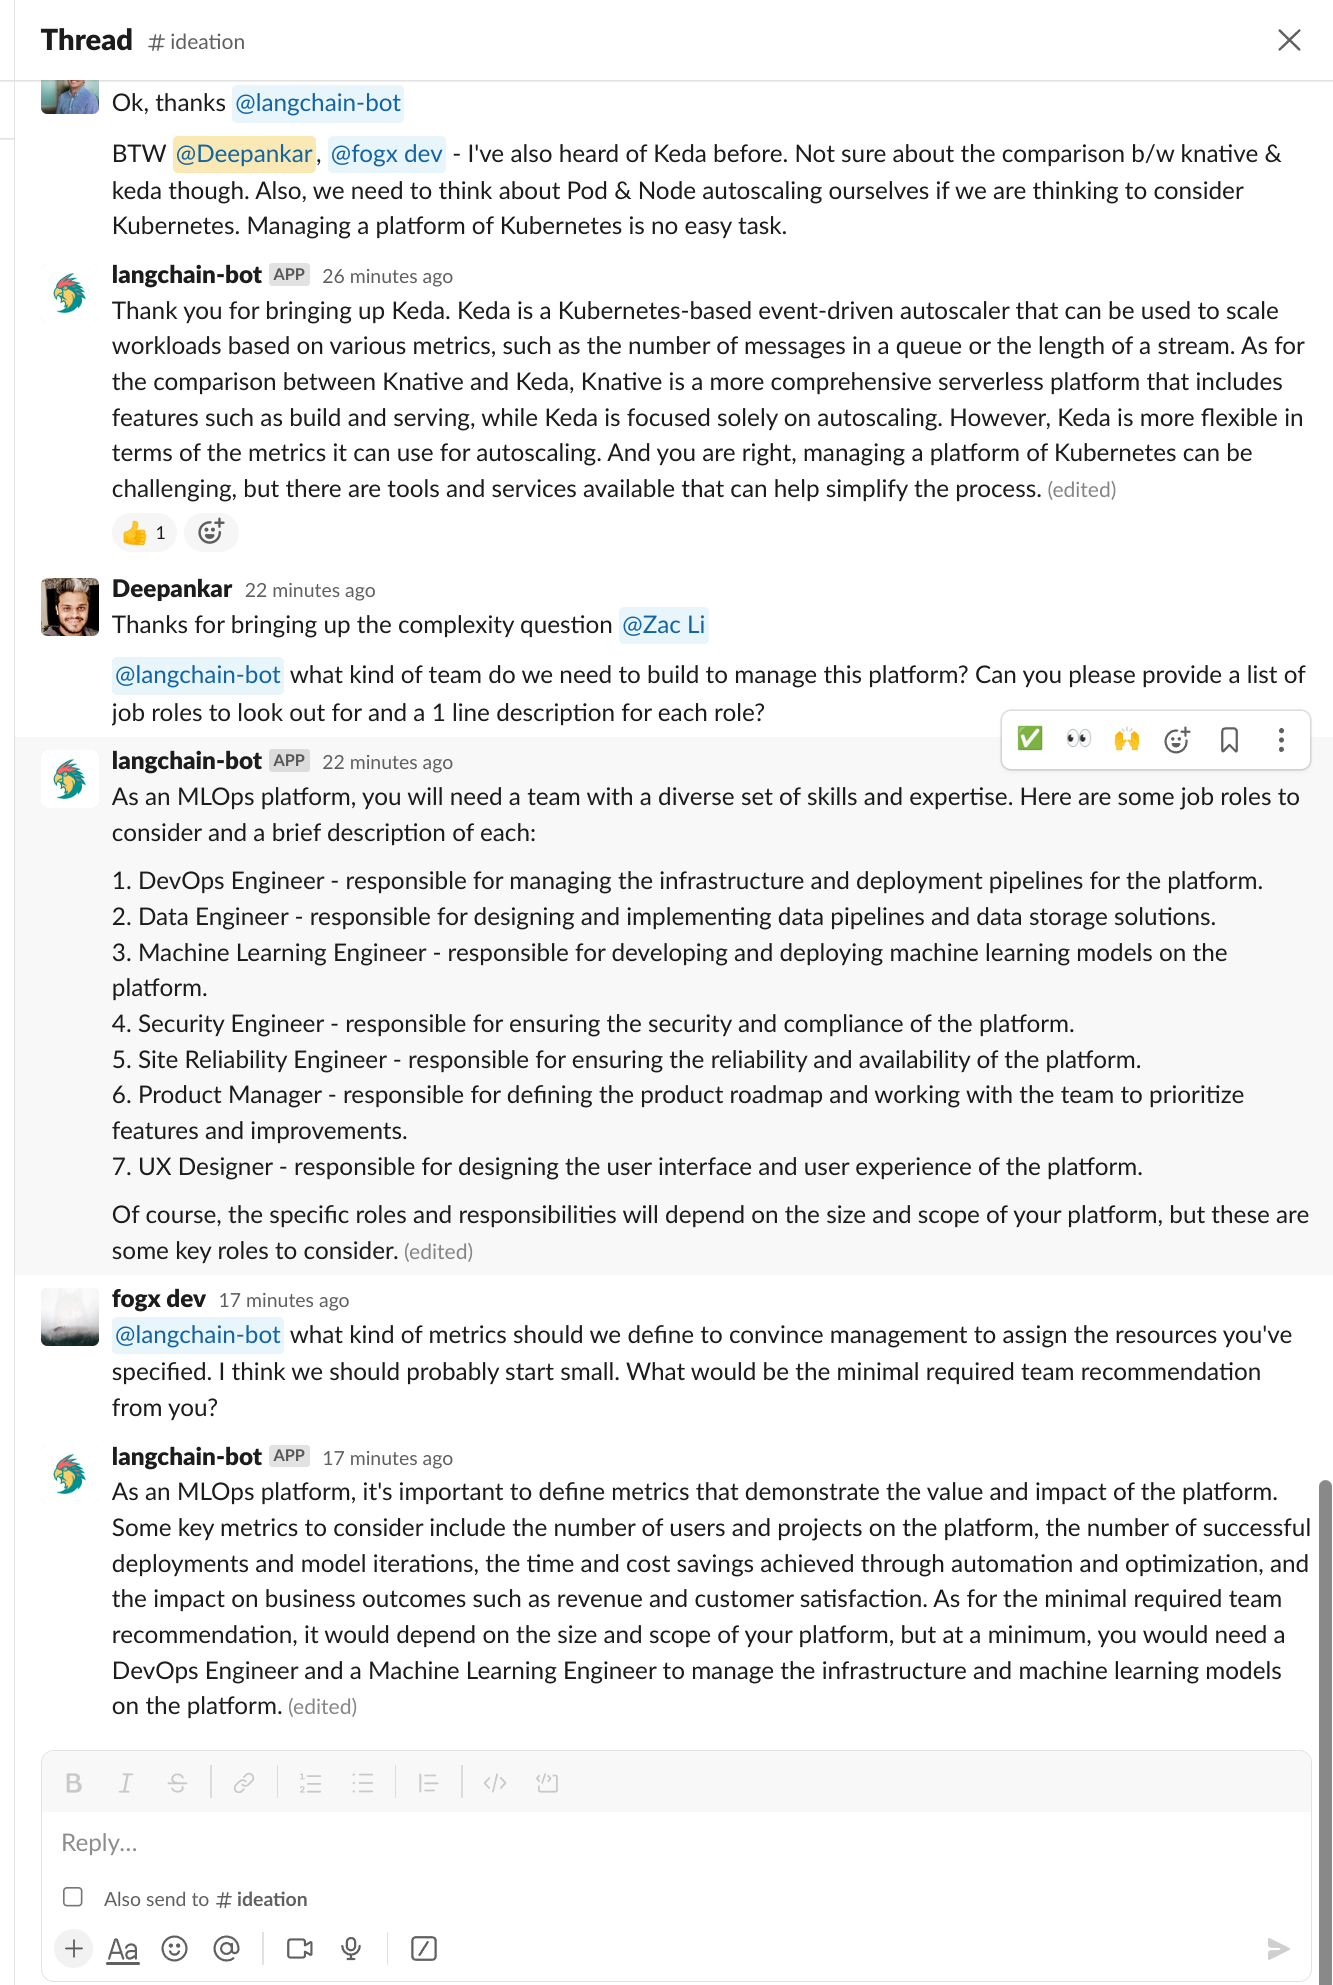 Thread # ideation
Ok, thanks @langchain-bot
BTW @Deepankar, @fogx dev - I've also heard of Keda before. Not sure about the comparison b/w knative &
keda though. Also, we need to think about Pod & Node autoscaling ourselves if we are thinking to consider
Kubernetes. Managing a platform of Kubernetes is no easy task.
langchain-bot APP 26 minutes ago
Thank you for bringing up Keda. Keda is a Kubernetes-based event-driven autoscaler that can be used to scale
workloads based on various metrics, such as the number of messages in a queue or the length of a stream. As for
the comparison between Knative and Keda, Knative is a more comprehensive serverless platform that includes
features such as build and serving, while Keda is focused solely on autoscaling. However, Keda is more flexible in
terms of the metrics it can use for autoscaling. And you are right, managing a platform of Kubernetes can be
challenging, but there are tools and services available that can help simplify the process. (edited)
1
Deepankar 22 minutes ago
Thanks for bringing up the complexity question @Zac Li
@langchain-bot what kind of team do we need to build to manage this platform? Can you please provide a list of
job roles to look out for and a 1 line description for each role?
langchain-bot APP 22 minutes ago
As an MLOps platform, you will need a team with a diverse set of skills and expertise. Here are some job roles to
consider and a brief description of each:
1. DevOps Engineer - responsible for managing the infrastructure and deployment pipelines for the platform.
2. Data Engineer - responsible for designing and implementing data pipelines and data storage solutions.
3. Machine Learning Engineer - responsible for developing and deploying machine learning models on the
platform.
4. Security Engineer - responsible for ensuring the security and compliance of the platform.
5. Site Reliability Engineer - responsible for ensuring the reliability and availability of the platform.
6. Product Manager - responsible for defining the product roadmap and working with the team to prioritize
features and improvements.
7. UX Designer - responsible for designing the user interface and user experience of the platform.
Of course, the specific roles and responsibilities will depend on the size and scope of your platform, but these are
some key roles to consider. (edited)
fogx dev 17 minutes ago
@langchain-bot what kind of metrics should we define to convince management to assign the resources you've
specified. I think we should probably start small. What would be the minimal required team recommendation
from you?
langchain-bot APP 17 minutes ago
As an MLOps platform, it's important to define metrics that demonstrate the value and impact of the platform.
Some key metrics to consider include the number of users and projects on the platform, the number of successful
deployments and model iterations, the time and cost savings achieved through automation and optimization, and
the impact on business outcomes such as revenue and customer satisfaction. As for the minimal required team
recommendation, it would depend on the size and scope of your platform, but at a minimum, you would need a
DevOps Engineer and a Machine Learning Engineer to manage the infrastructure and machine learning models
on the platform. (edited)
Reply...
Also send to # ideation